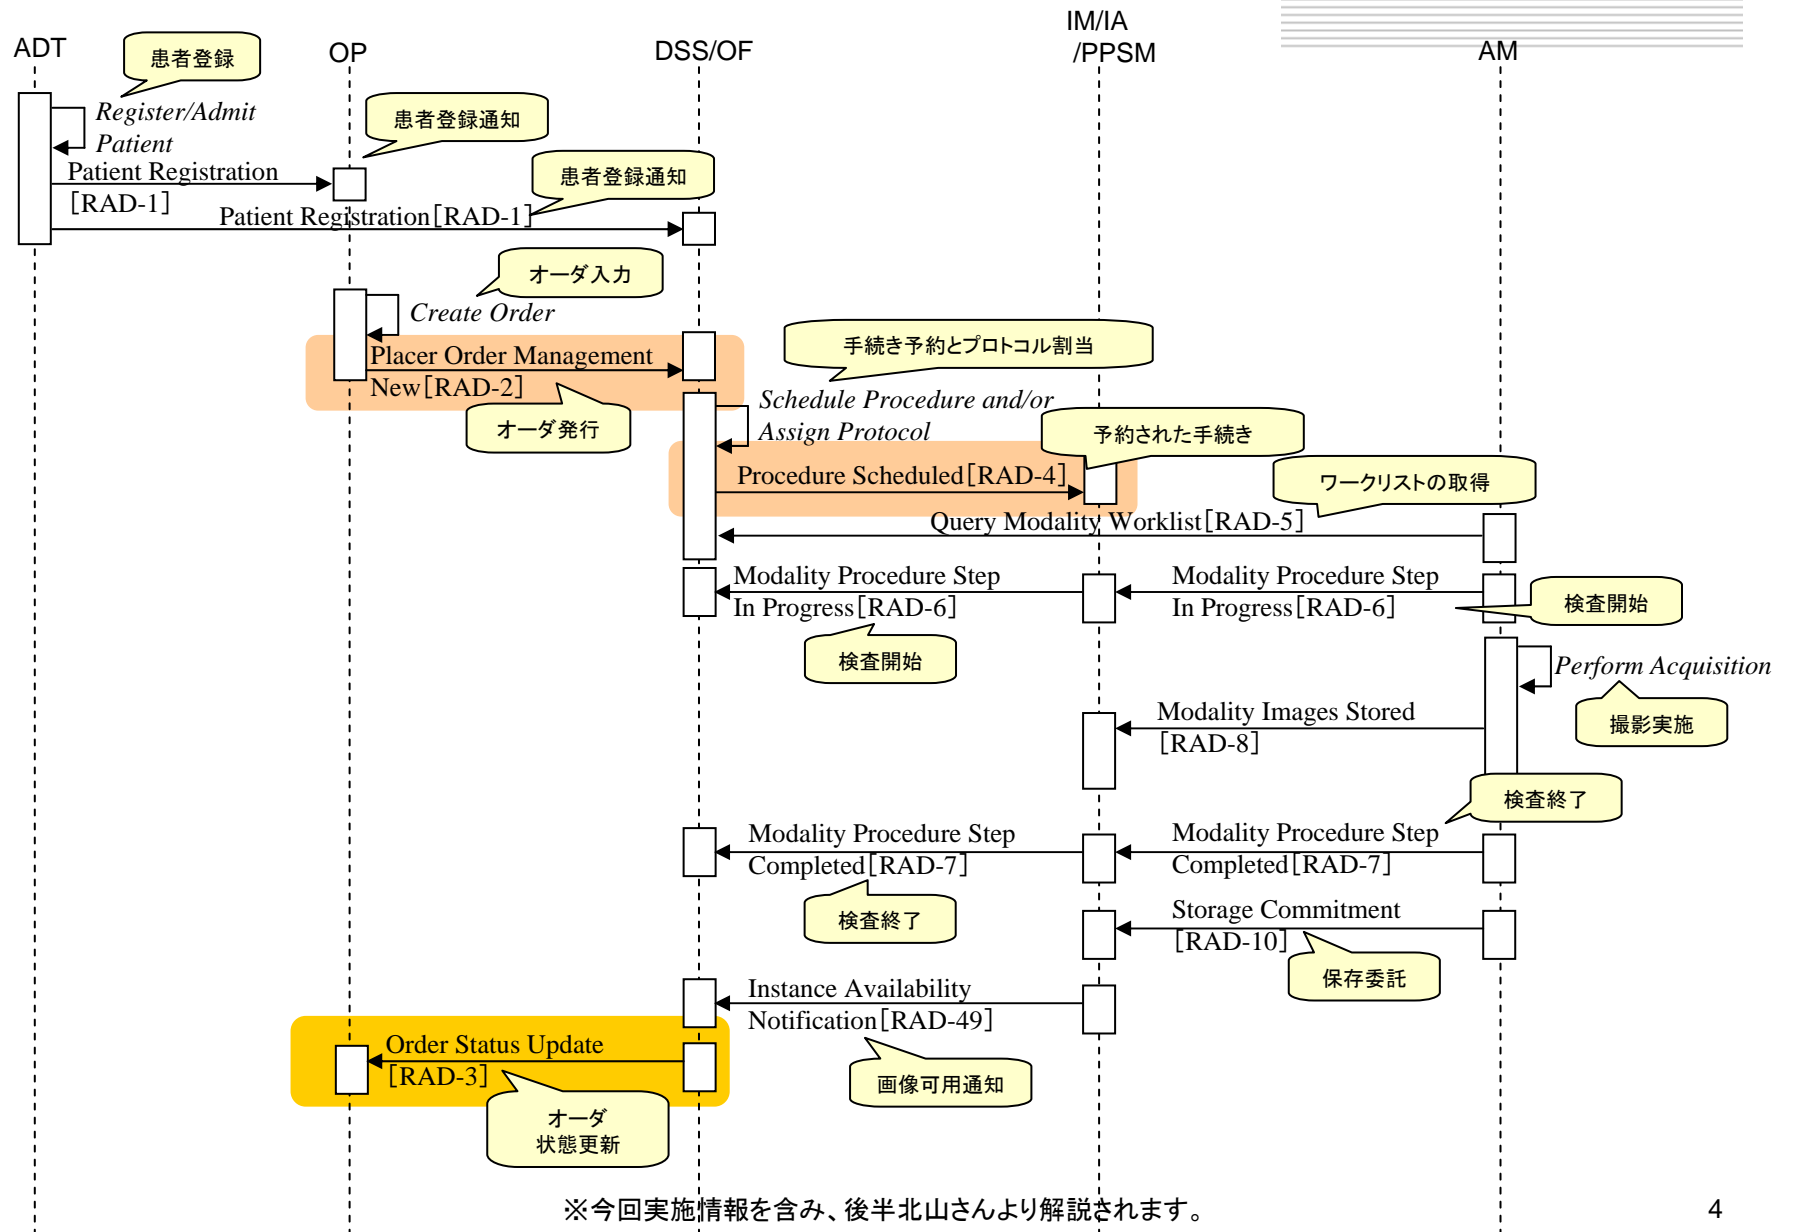 IM/IA
ADT
OP
DSS/OF
/PPSM
AM
患者登録
Register/Admit
Patient
患者登録通知
Patient Registration
[RAD-1]
患者登録通知
Patient Registration[RAD-1]
オーダ入力
Create Order
Placer Order Management
New[RAD-2]
オーダ発行
手続き予約とプロトコル割当
Schedule Procedure and/or
Assign Protocol
予約された手続き
Procedure Scheduled[RAD-4]
ワークリストの取得
Query Modality Worklist[RAD-5]
Modality Procedure Step
In Progress[RAD-6]
Modality Procedure Step
In Progress[RAD-6]
検査開始
検査開始
Perform Acquisition
撮影実施
Modality Images Stored
[RAD-8]
検査終了
Modality Procedure Step
Completed[RAD-7]
Modality Procedure Step
Completed[RAD-7]
検査終了
Storage Commitment
[RAD-10]
保存委託
Instance Availability
Notification[RAD-49]
画像可用通知
Order Status Update
[RAD-3]
オーダ
状態更新
※今回実施情報を含み、後半北山さんより解説されます。
4